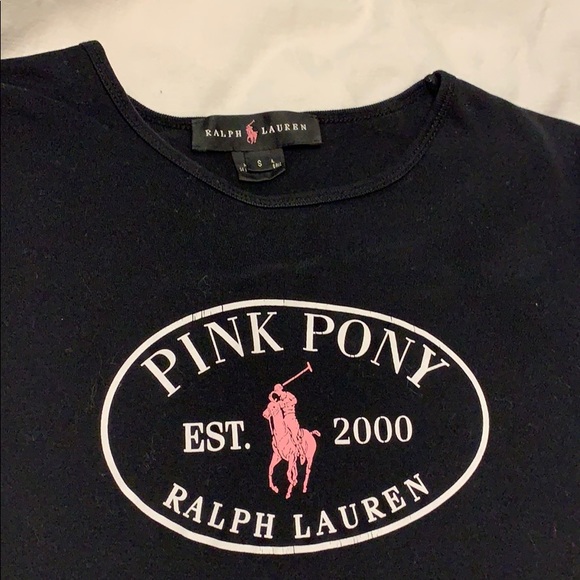 RALPH LAUREN
S
PINK PONY
EST. 2000
RALPH LAUREN